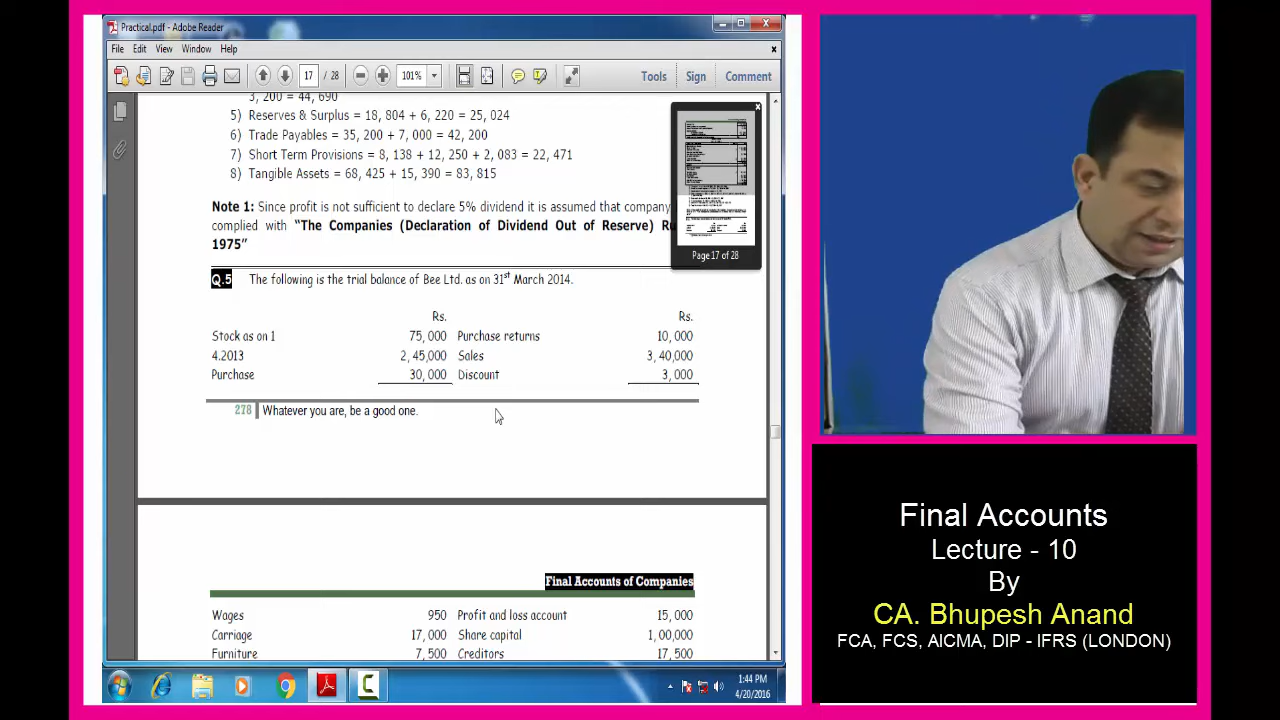 Practical.pdf - Adobe Reader
File Edit View Window Help
17 / 28 101% Tools Sign Comment
3, 200 = 44, 690
5) Reserves & Surplus = 18, 804 + 6, 220 = 25, 024
6) Trade Payables = 35, 200 + 7, 000 = 42, 200
7) Short Term Provisions = 8, 138 + 12, 250 + 2, 083 = 22, 471
8) Tangible Assets = 68, 425 + 15, 390 = 83, 815
Note 1: Since profit is not sufficient to declare 5% dividend it is assumed that company
complied with "The Companies (Declaration of Dividend Out of Reserve) Ru
1975"
Page 17 of 28
Q.5 The following is the trial balance of Bee Ltd. as on 31st March 2014.
Rs. Rs.
Stock as on 1 75, 000 Purchase returns 10, 000
4.2013 2, 45,000 Sales 3, 40,000
Purchase 30, 000 Discount 3, 000
278 Whatever you are, be a good one.
Final Accounts of Companies
Wages 950 Profit and loss account 15, 000
Carriage 17, 000 Share capital 1, 00,000
Furniture 7, 500 Creditors 17, 500
1:44 PM
4/20/2016
Final Accounts
Lecture - 10
By
CA. Bhupesh Anand
FCA, FCS, AICMA, DIP - IFRS (LONDON)